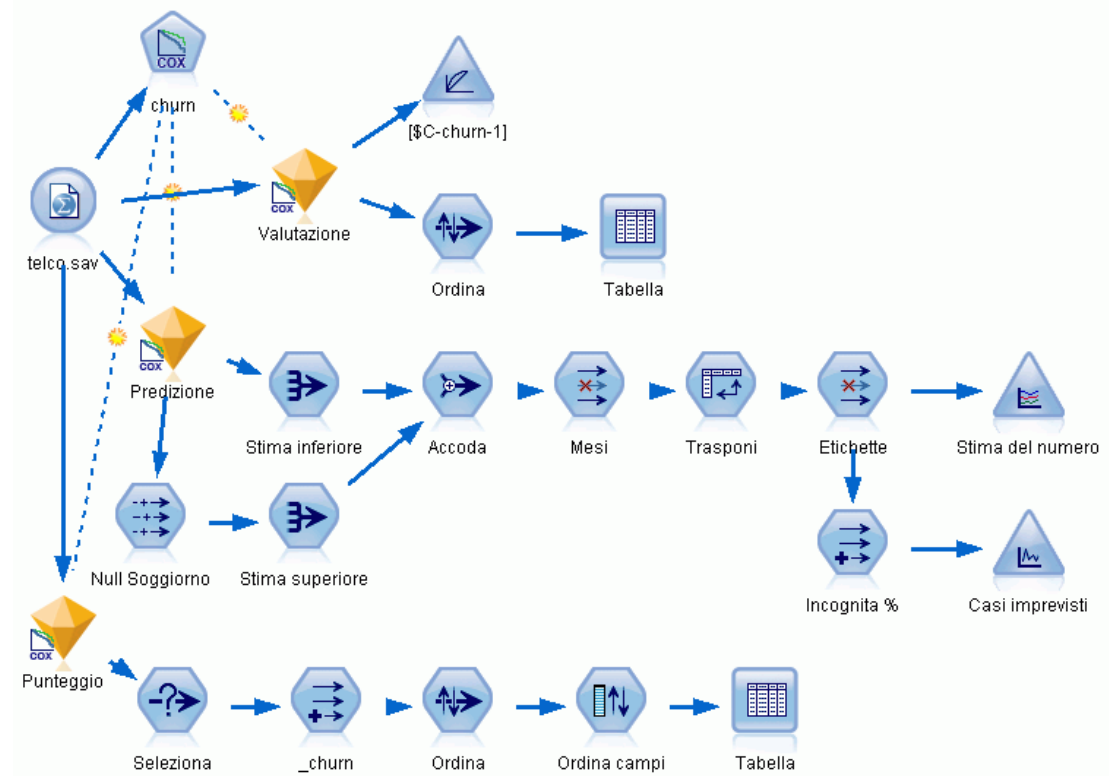 COX
churn
[$C-churn-1]
COX
Valutazione
telco.sav
Ordina
Tabella
COX
Predizione
Stima inferiore
Accoda
Mesi
Trasponi
Etichette
Stima del numero
Null Soggiorno
Stima superiore
Incognita %
Casi imprevisti
COX
Punteggio
Seleziona
_churn
Ordina
Ordina campi
Tabella